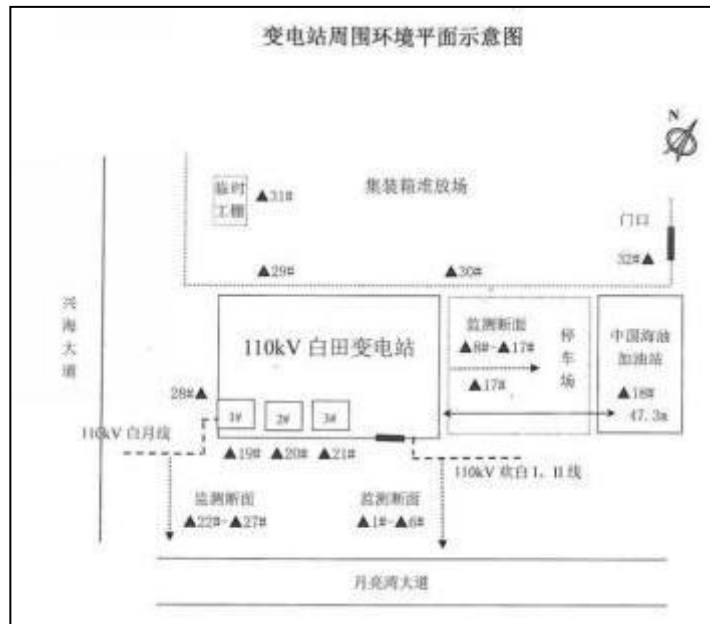 变电站周围环境平面示意图
N
临时
工棚
▲31#
集装箱堆放场
门口
32#▲
▲29#
▲30#
兴海大道
110kV 白田变电站
监测断面
▲8#-▲17#
▲17#
停车场
中国海油
加油站
▲18#
47.3m
28#▲
1#
2#
3#
110kV 白月线
▲19#
▲20#
▲21#
110kV 欢白 I、II 线
监测断面
▲22#-▲27#
监测断面
▲1#-▲6#
月亮湾大道